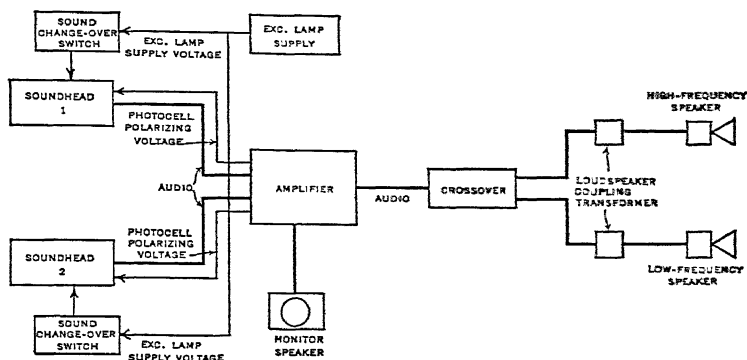 SOUND
CHANGE-OVER
SWITCH
EXC. LAMP
SUPPLY VOLTAGE
EXC. LAMP
SUPPLY
SOUNDHEAD
1
PHOTOCELL
POLARIZING
VOLTAGE
AUDIO
AMPLIFIER
AUDIO
CROSSOVER
HIGH-FREQUENCY
SPEAKER
LOUDSPEAKER
COUPLING
TRANSFORMER
LOW-FREQUENCY
SPEAKER
PHOTOCELL
POLARIZING
VOLTAGE
SOUNDHEAD
2
SOUND
CHANGE-OVER
SWITCH
EXC. LAMP
SUPPLY VOLTAGE
MONITOR
SPEAKER